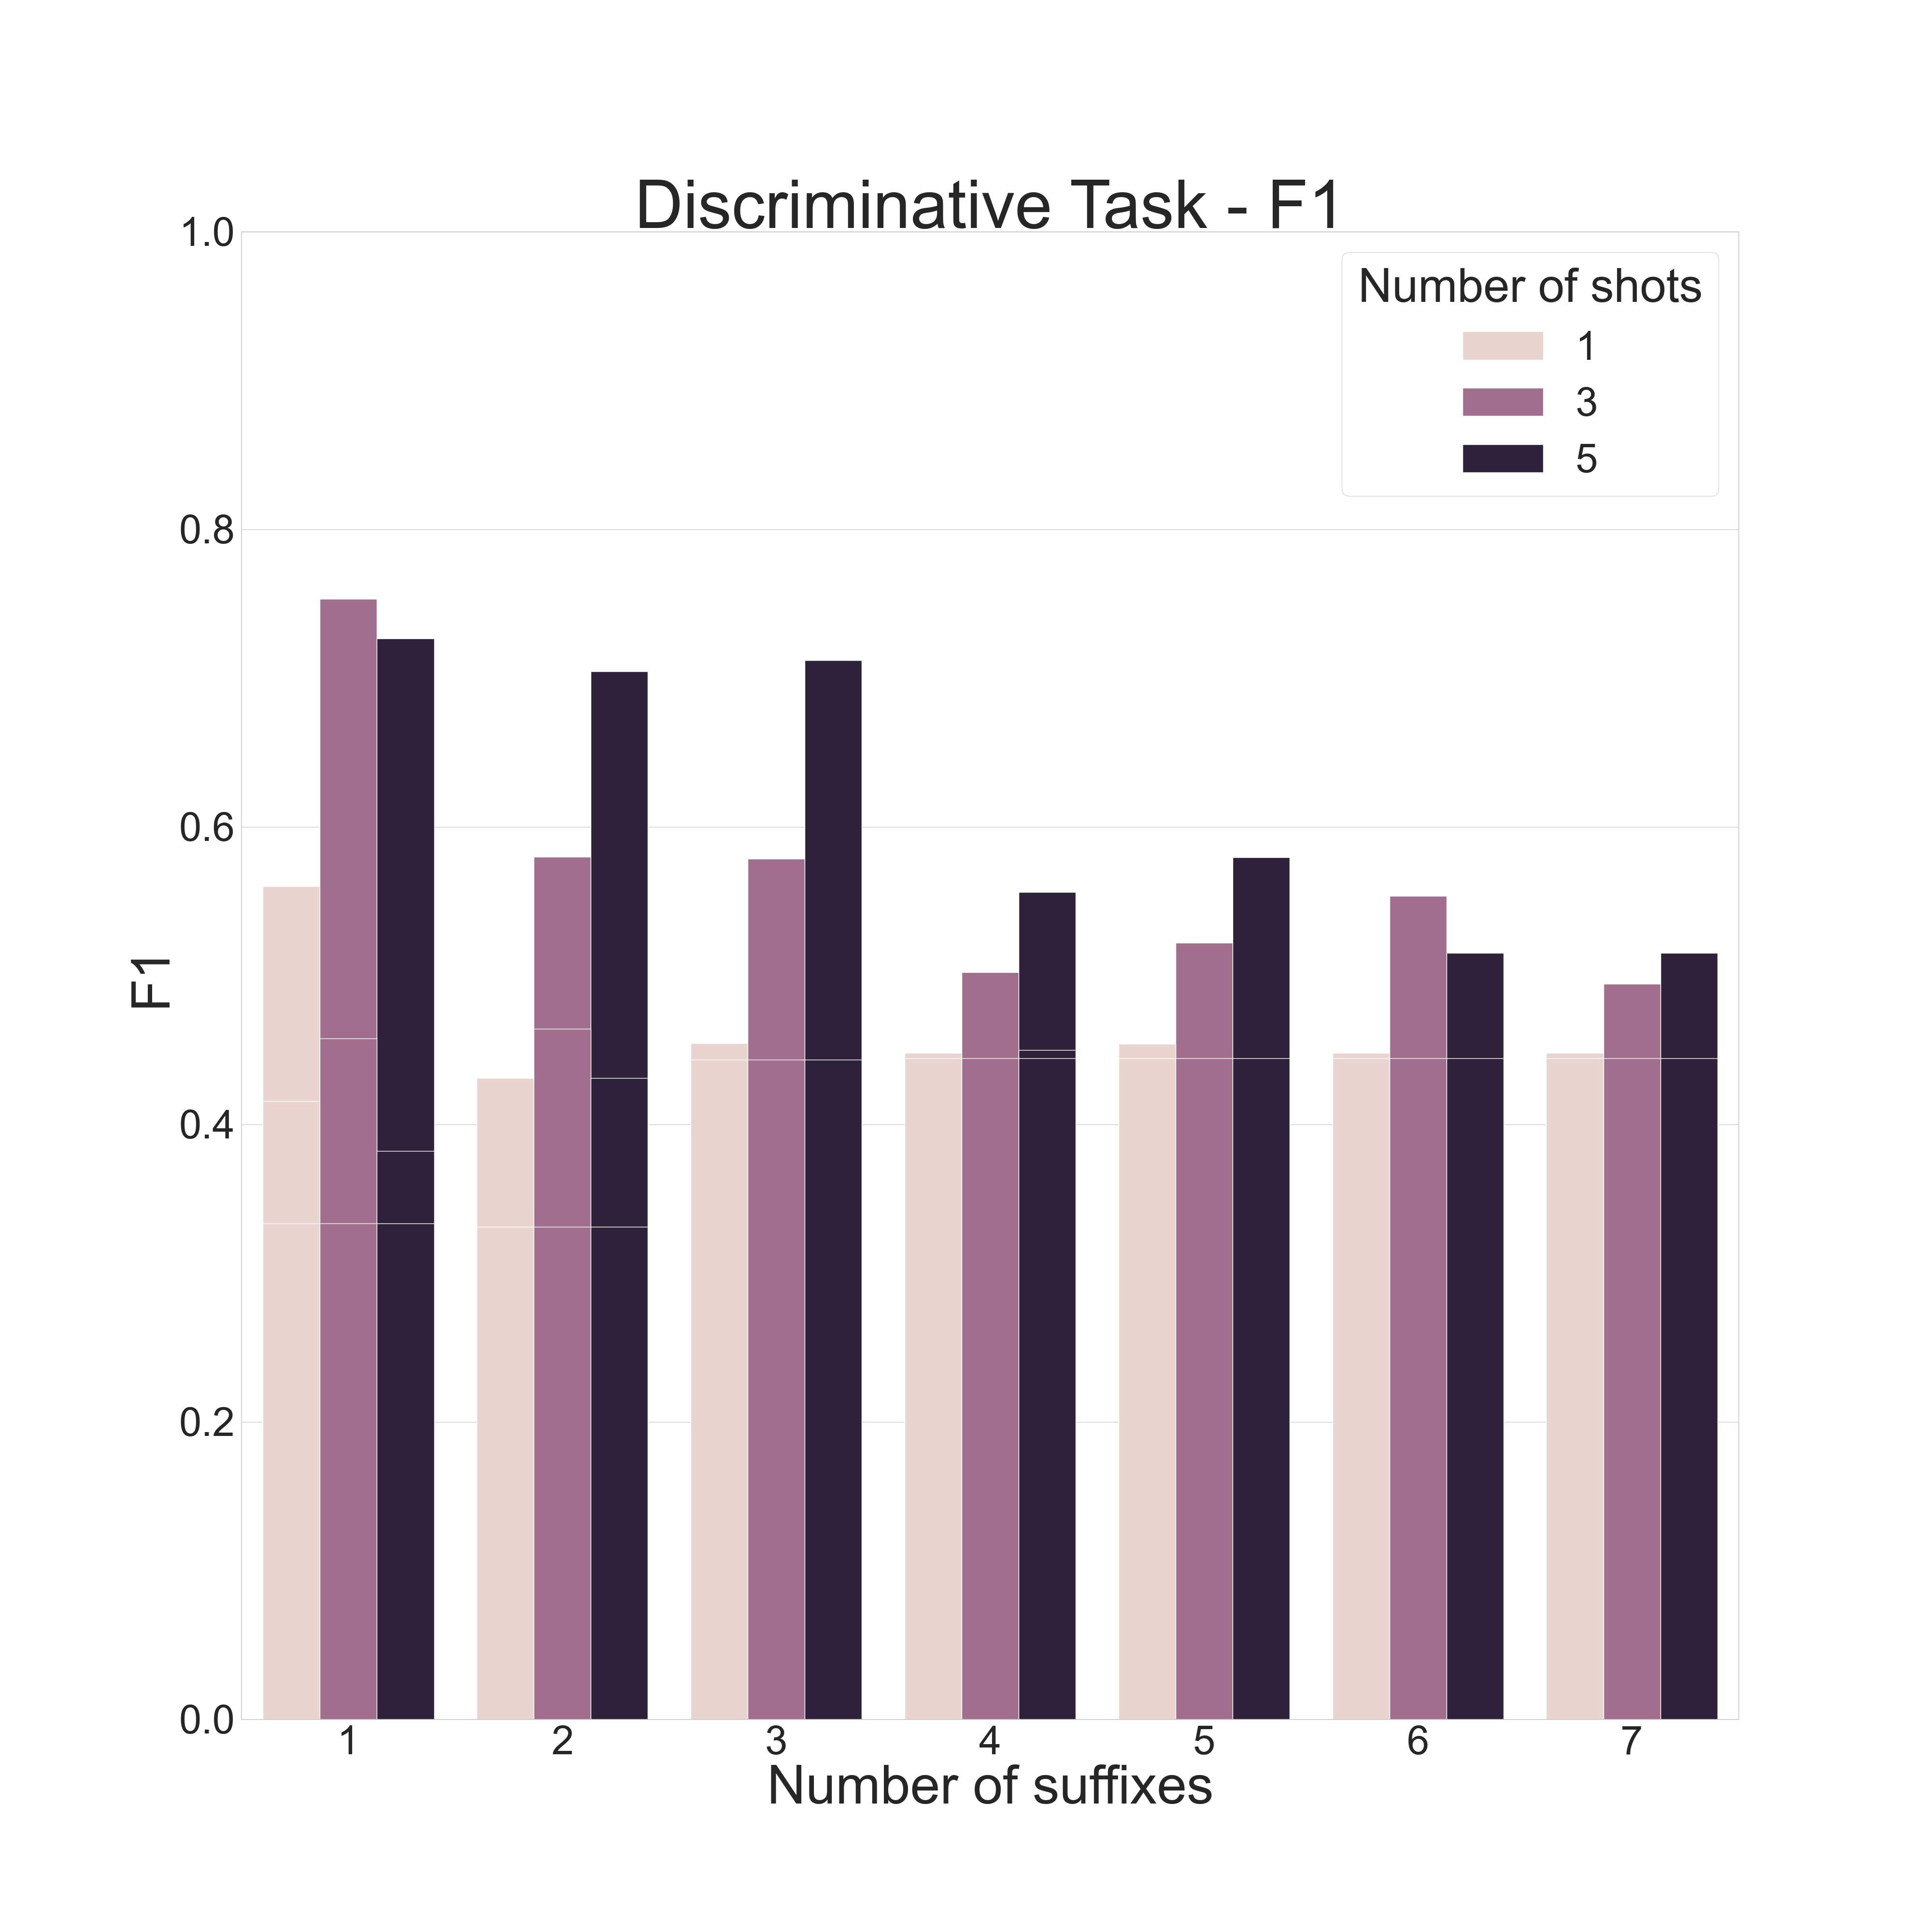 Discriminative Task - F1
1.0
0.8
0.6
0.4
0.2
0.0
F1
Number of shots
1
3
5
1 2 3 4 5 6 7
Number of suffixes